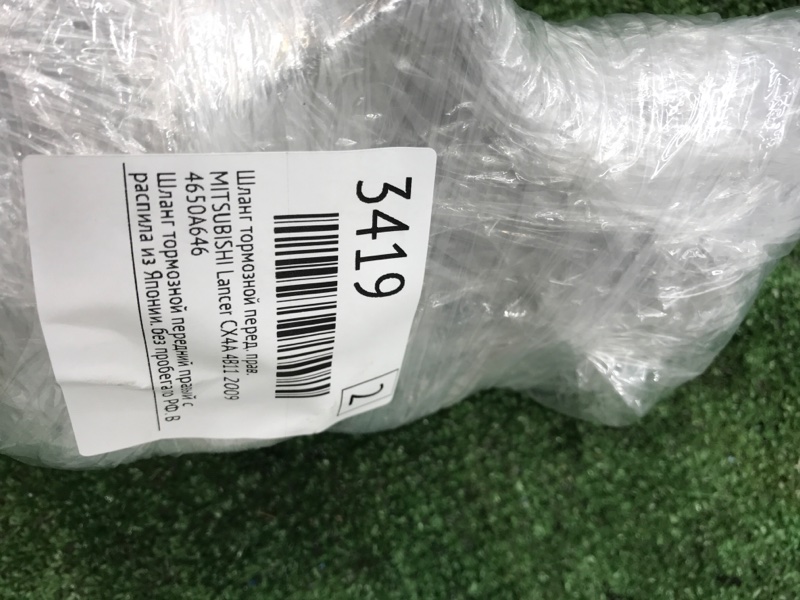 3419
2
Шланг тормозной перед. прав.
MITSUBISHI Lancer CX4A 4B11 2009
4650A646
Шланг тормозной передний правый с
распила из Японии, без пробега по РФ. В